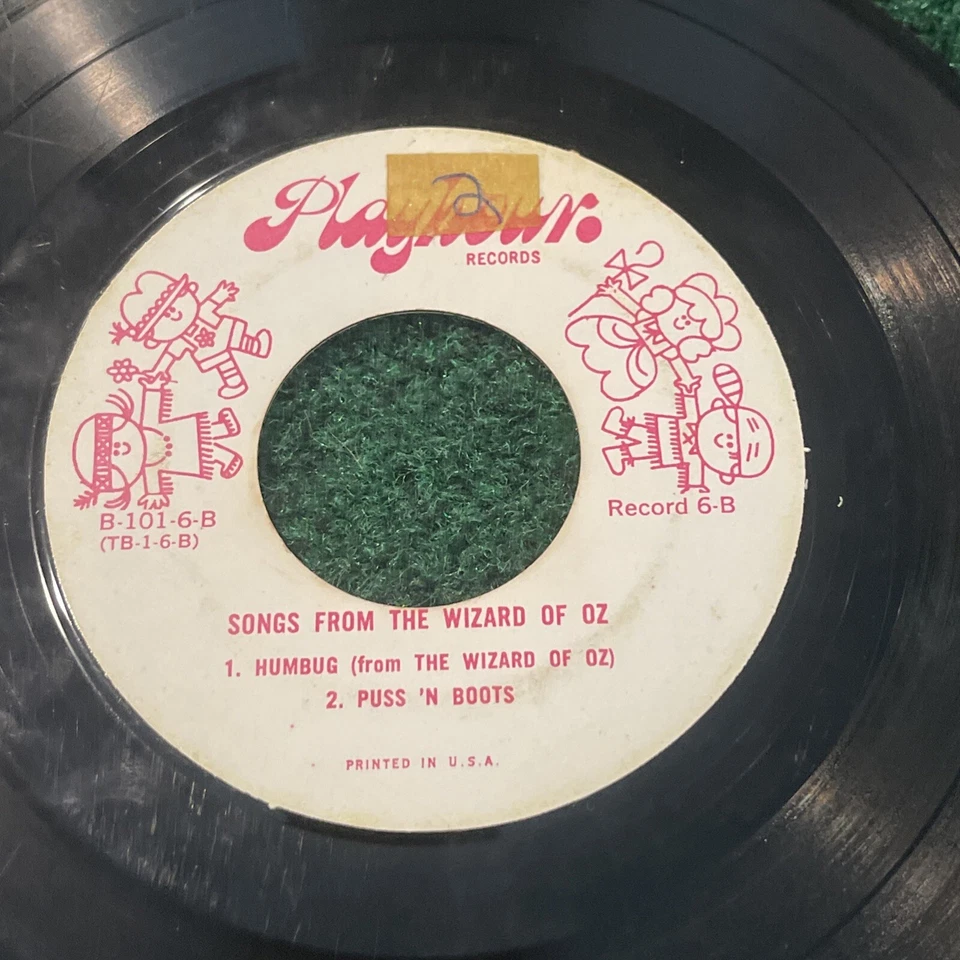 2
Playhour
RECORDS
B-101-6-B
(TB-1-6-B)
Record 6-B
SONGS FROM THE WIZARD OF OZ
1. HUMBUG (from THE WIZARD OF OZ)
2. PUSS 'N BOOTS
PRINTED IN U.S.A.